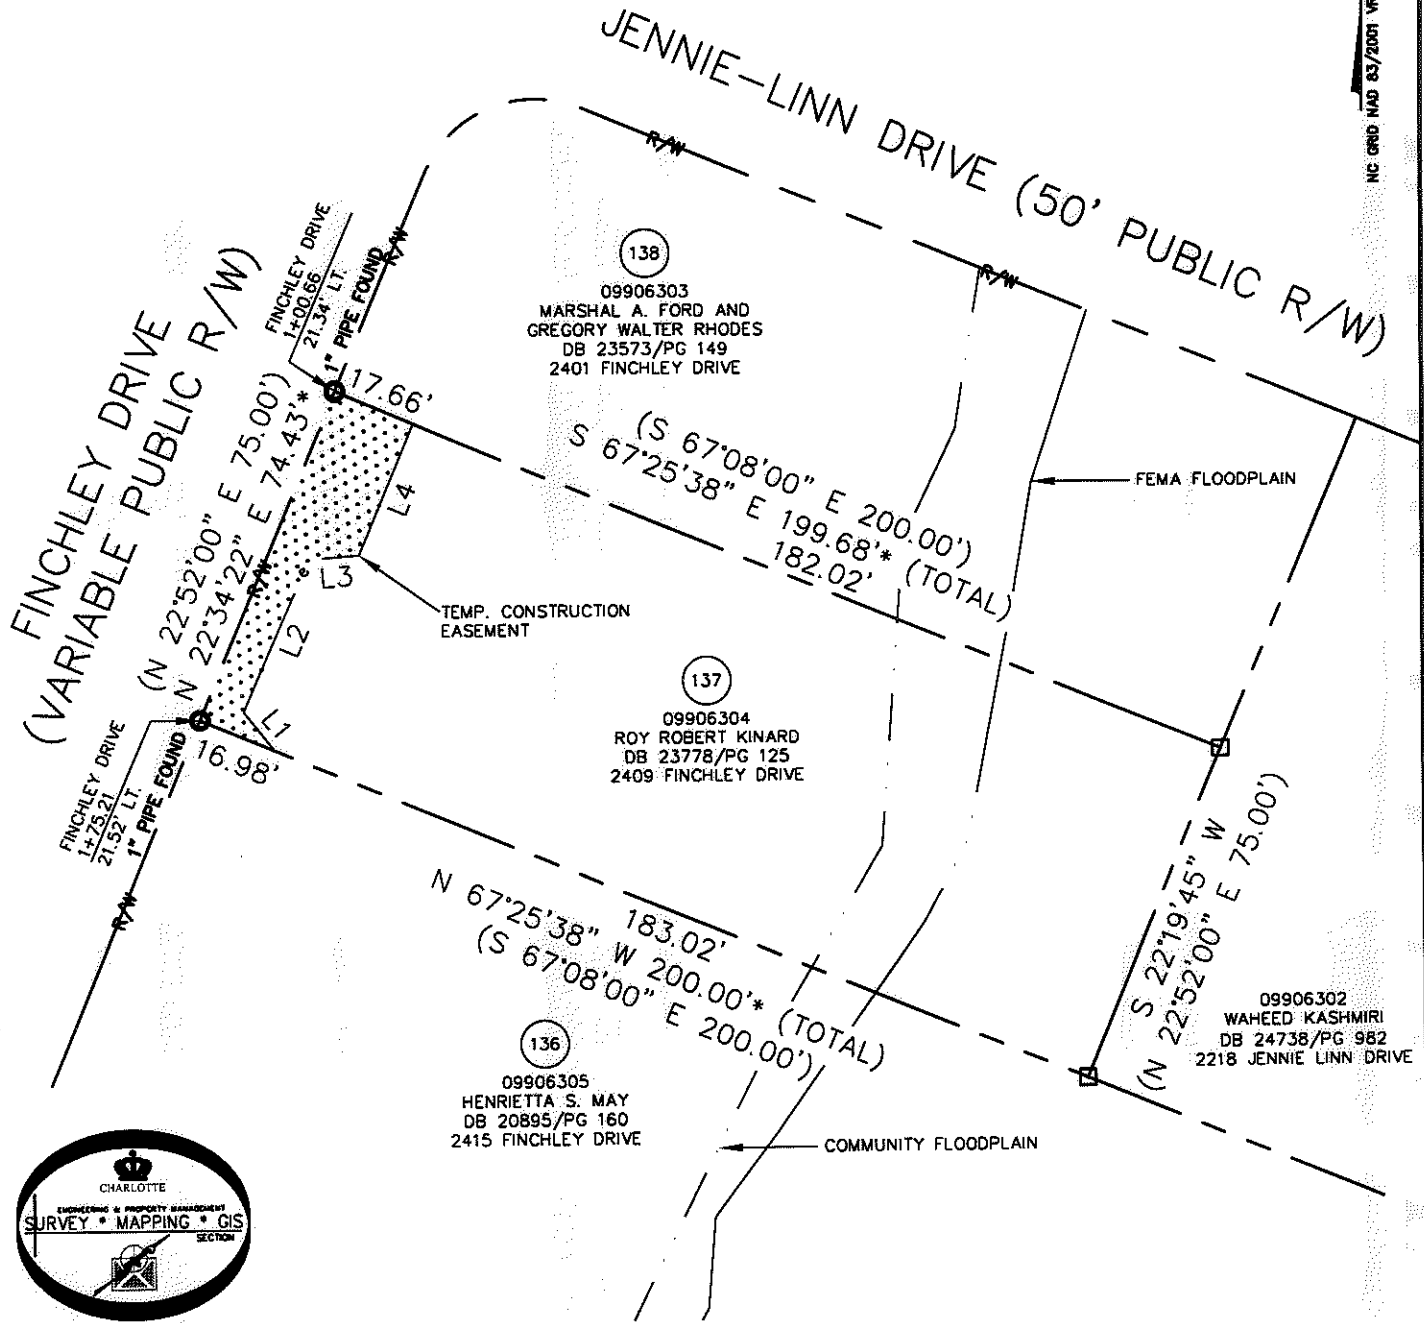 JENNIE-LINN DRIVE (50' PUBLIC R/W)
NC GRID NAD 83/2001
R/W
R/W
R/W
FINCHLEY DRIVE
(VARIABLE PUBLIC R/W)
FINCHLEY DRIVE
1+00.66
21.34' LT.
1" PIPE FOUND
138
09906303
MARSHAL A. FORD AND
GREGORY WALTER RHODES
DB 23573/PG 149
2401 FINCHLEY DRIVE
17.66'
(N 22°52'00" E 75.00')
N 22°34'22" E 74.43'*
R/W
(S 67°08'00" E 200.00')
S 67°25'38" E 199.68'* (TOTAL)
182.02'
FEMA FLOODPLAIN
L4
L3
e
L2
L1
TEMP. CONSTRUCTION
EASEMENT
137
09906304
ROY ROBERT KINARD
DB 23778/PG 125
2409 FINCHLEY DRIVE
FINCHLEY DRIVE
1+75.21
21.52' LT.
1" PIPE FOUND
16.98'
R/W
183.02'
N 67°25'38" W 200.00'* (TOTAL)
(S 67°08'00" E 200.00')
S 22°19'45" W
(N 22°52'00" E 75.00')
09906302
WAHEED KASHMIRI
DB 24738/PG 982
2218 JENNIE LINN DRIVE
136
09906305
HENRIETTA S. MAY
DB 20895/PG 160
2415 FINCHLEY DRIVE
COMMUNITY FLOODPLAIN
CHARLOTTE
ENGINEERING & PROPERTY MANAGEMENT
SURVEY * MAPPING * GIS
SECTION